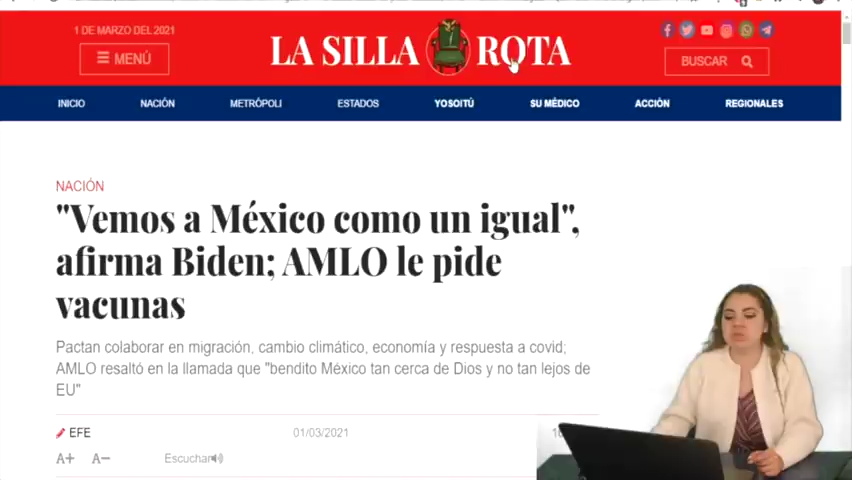 1 DE MARZO DEL 2021
MENÚ
LA SILLA ROTA
BUSCAR
INICIO NACIÓN METRÓPOLI ESTADOS YOSOITÚ SU MÉDICO ACCIÓN REGIONALES
NACIÓN
"Vemos a México como un igual",
afirma Biden; AMLO le pide
vacunas
Pactan colaborar en migración, cambio climático, economía y respuesta a covid;
AMLO resaltó en la llamada que "bendito México tan cerca de Dios y no tan lejos de
EU"
EFE 01/03/2021
A+ A− Escuchar